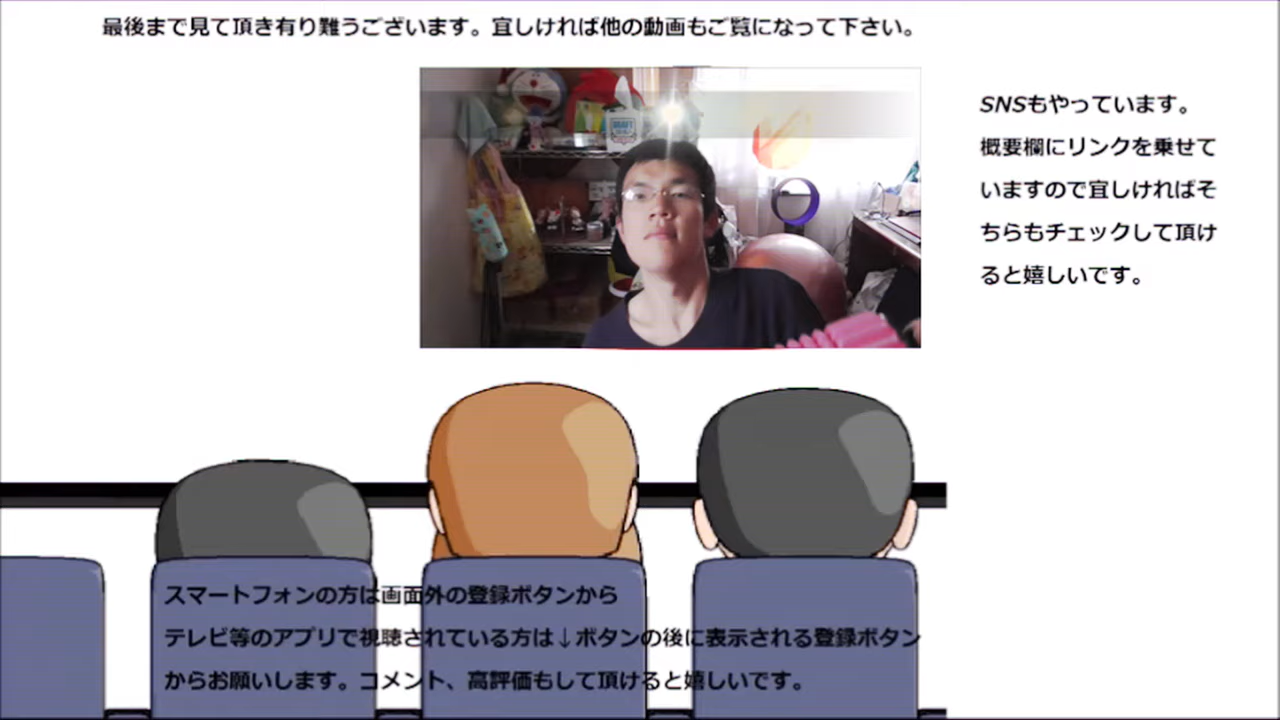 最後まで見て頂き有り難うございます。宜しければ他の動画もご覧になって下さい。
SNSもやっています。
概要欄にリンクを乗せて
いますので宜しければそ
ちらもチェックして頂け
ると嬉しいです。
スマートフォンの方は画面外の登録ボタンから
テレビ等のアプリで視聴されている方は↓ボタンの後に表示される登録ボタン
からお願いします。コメント、高評価もして頂けると嬉しいです。